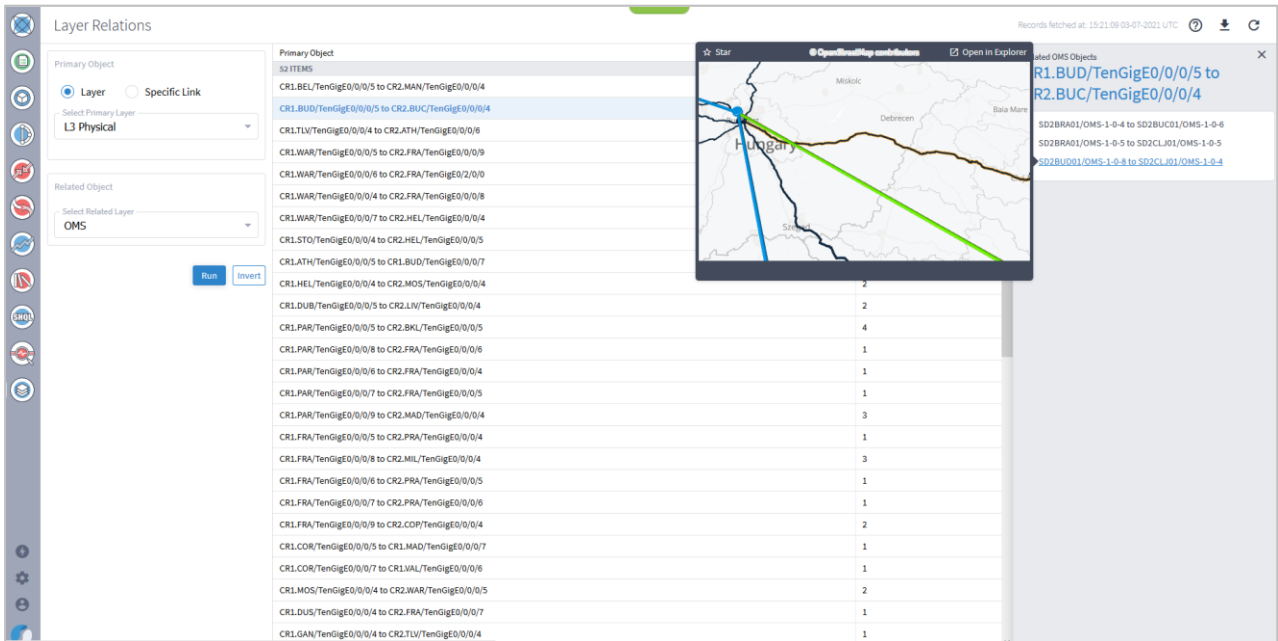 Layer Relations
Records fetched at: 15:21:09 03-07-2021 UTC
Primary Object
Layer
Specific Link
Select Primary Layer
L3 Physical
Related Object
Select Related Layer
OMS
Run
Invert
SHQL
Primary Object
52 ITEMS
CR1.BEL/TenGigE0/0/0/5 to CR2.MAN/TenGigE0/0/0/4
CR1.BUD/TenGigE0/0/0/5 to CR2.BUC/TenGigE0/0/0/4
CR1.TLV/TenGigE0/0/0/4 to CR2.ATH/TenGigE0/0/0/6
CR1.WAR/TenGigE0/0/0/5 to CR2.FRA/TenGigE0/0/0/9
CR1.WAR/TenGigE0/0/0/6 to CR2.FRA/TenGigE0/2/0/0
CR1.WAR/TenGigE0/0/0/4 to CR2.FRA/TenGigE0/0/0/8
CR1.WAR/TenGigE0/0/0/7 to CR2.HEL/TenGigE0/0/0/4
CR1.STO/TenGigE0/0/0/4 to CR2.HEL/TenGigE0/0/0/5
CR1.ATH/TenGigE0/0/0/5 to CR1.BUD/TenGigE0/0/0/7
CR1.HEL/TenGigE0/0/0/4 to CR2.MOS/TenGigE0/0/0/4 2
CR1.DUB/TenGigE0/0/0/5 to CR2.LIV/TenGigE0/0/0/4 2
CR1.PAR/TenGigE0/0/0/5 to CR2.BKL/TenGigE0/0/0/5 4
CR1.PAR/TenGigE0/0/0/8 to CR2.FRA/TenGigE0/0/0/6 1
CR1.PAR/TenGigE0/0/0/6 to CR2.FRA/TenGigE0/0/0/4 1
CR1.PAR/TenGigE0/0/0/7 to CR2.FRA/TenGigE0/0/0/5 1
CR1.PAR/TenGigE0/0/0/9 to CR2.MAD/TenGigE0/0/0/4 3
CR1.FRA/TenGigE0/0/0/5 to CR2.PRA/TenGigE0/0/0/4 1
CR1.FRA/TenGigE0/0/0/8 to CR2.MIL/TenGigE0/0/0/4 3
CR1.FRA/TenGigE0/0/0/6 to CR2.PRA/TenGigE0/0/0/5 1
CR1.FRA/TenGigE0/0/0/7 to CR2.PRA/TenGigE0/0/0/6 1
CR1.FRA/TenGigE0/0/0/9 to CR2.COP/TenGigE0/0/0/4 2
CR1.COR/TenGigE0/0/0/5 to CR1.MAD/TenGigE0/0/0/7 1
CR1.COR/TenGigE0/0/0/7 to CR1.VAL/TenGigE0/0/0/6 1
CR1.MOS/TenGigE0/0/0/4 to CR2.WAR/TenGigE0/0/0/5 2
CR1.DUS/TenGigE0/0/0/4 to CR2.FRA/TenGigE0/0/0/7 1
CR1.GAN/TenGigE0/0/0/4 to CR2.TLV/TenGigE0/0/0/4 1
Star
© OpenStreetMap contributors
Open in Explorer
Miskolc
Debrecen
Baia Mare
Hungary
ated OMS Objects
R1.BUD/TenGigE0/0/0/5 to
R2.BUC/TenGigE0/0/0/4
SD2BRA01/OMS-1-0-4 to SD2BUC01/OMS-1-0-6
SD2BRA01/OMS-1-0-5 to SD2CLJ01/OMS-1-0-5
SD2BUD01/OMS-1-0-8 to SD2CLJ01/OMS-1-0-4